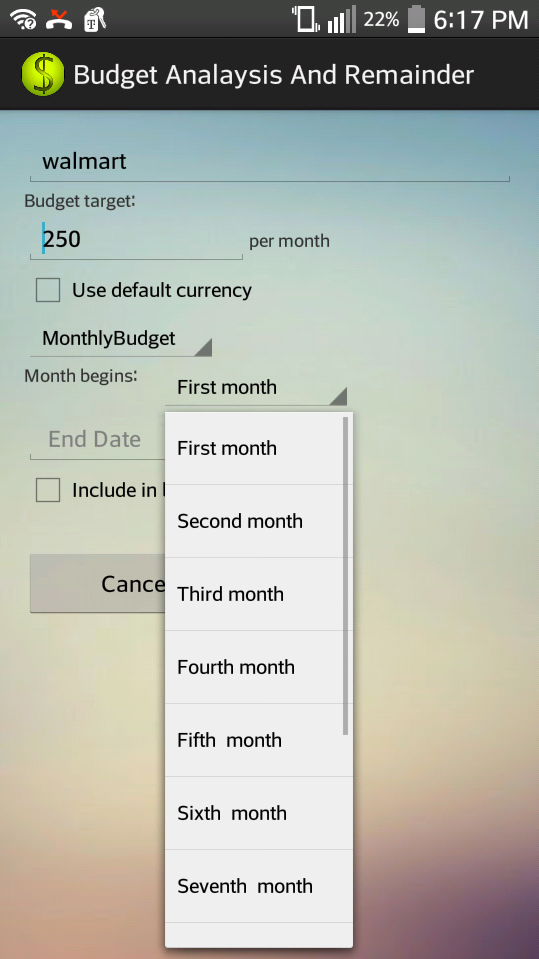 22% 6:17 PM
Budget Analaysis And Remainder
walmart
Budget target:
250 per month
Use default currency
MonthlyBudget
Month begins: First month
End Date
Include in
Cance
First month
Second month
Third month
Fourth month
Fifth  month
Sixth  month
Seventh  month